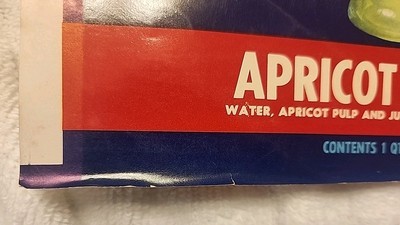 APRICOT
WATER, APRICOT PULP AND JU
CONTENTS 1 QT